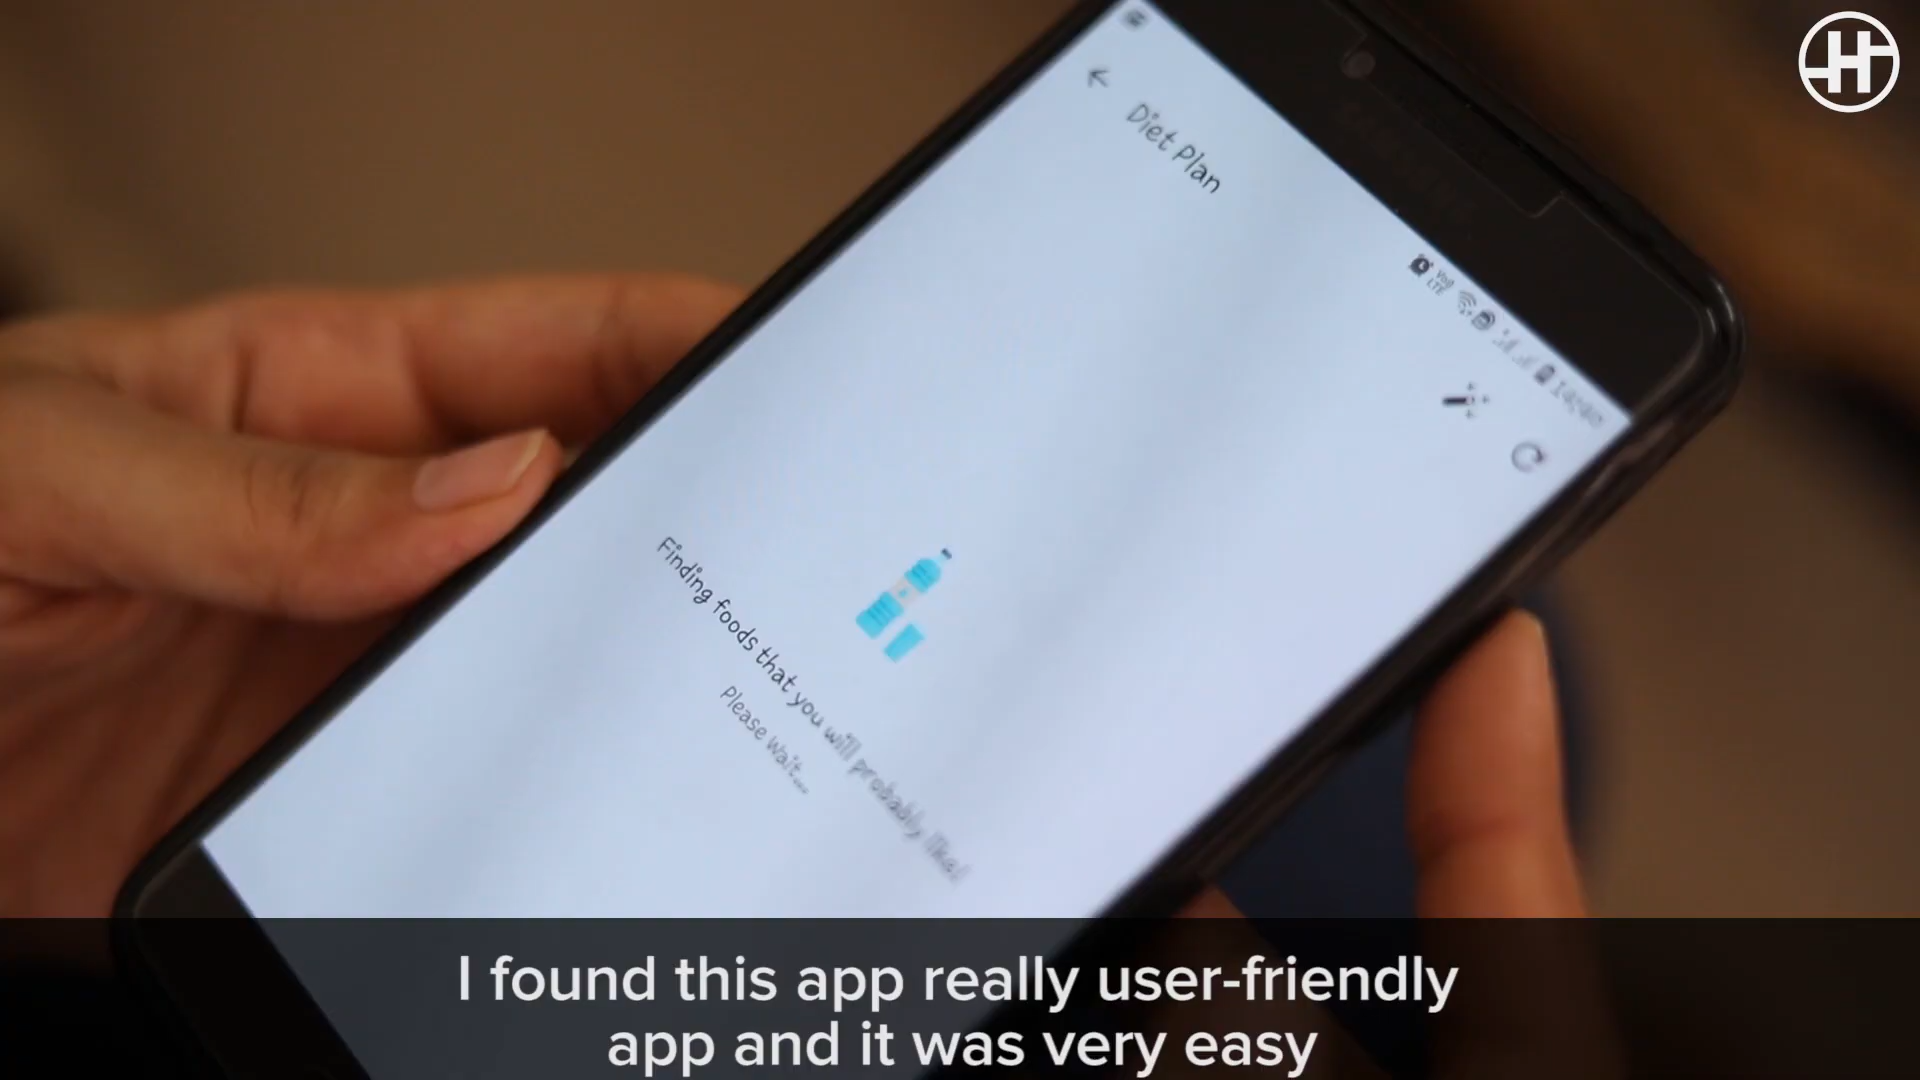 Diet Plan
Finding foods that you will probably like!
Please Wait...
I found this app really user-friendly
app and it was very easy